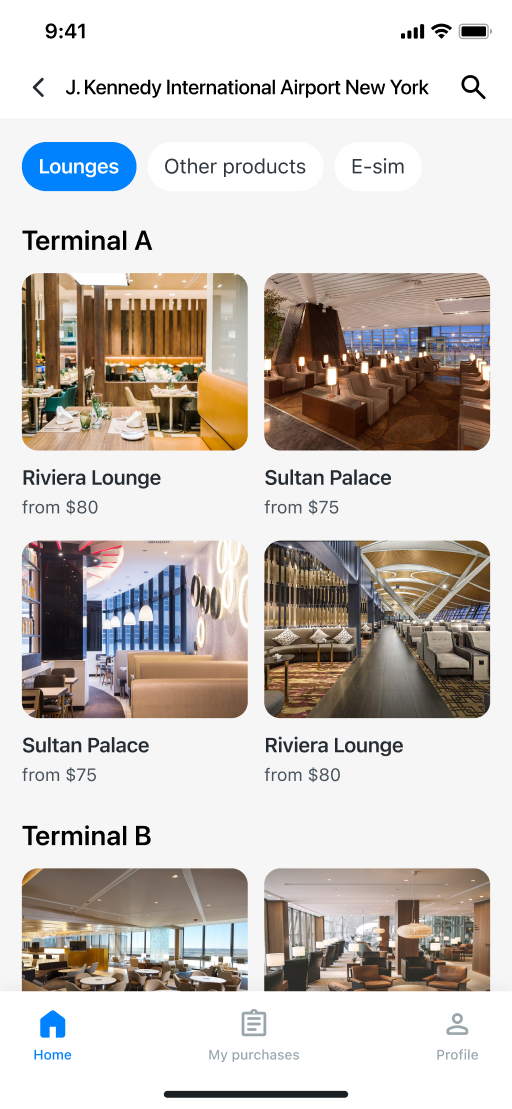 9:41
J. Kennedy International Airport New York
Lounges
Other products
E-sim
Terminal A
Riviera Lounge
from $80
Sultan Palace
from $75
Sultan Palace
from $75
Riviera Lounge
from $80
Terminal B
Home
My purchases
Profile